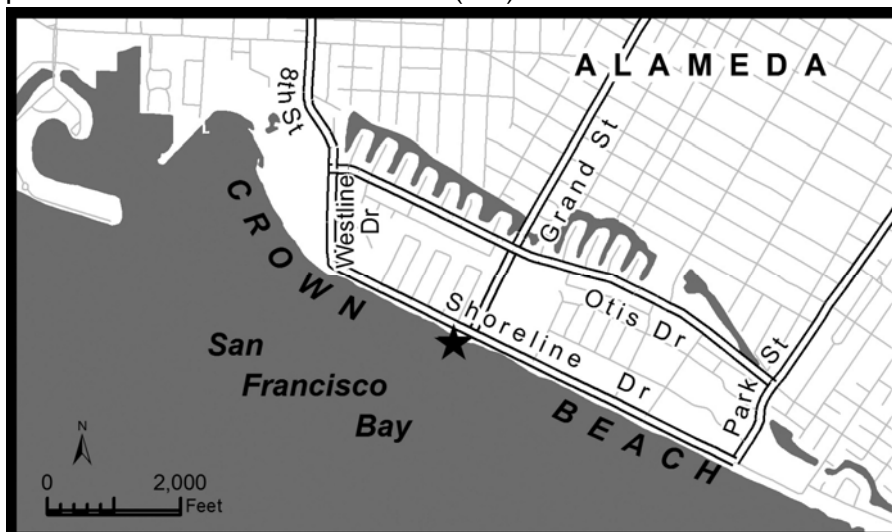 ALAMEDA
8th St
Grand St
Westline
Dr
CROWN
Shoreline Dr
Otis Dr
Park St
San
Francisco
Bay
BEACH
N
0 2,000
Feet